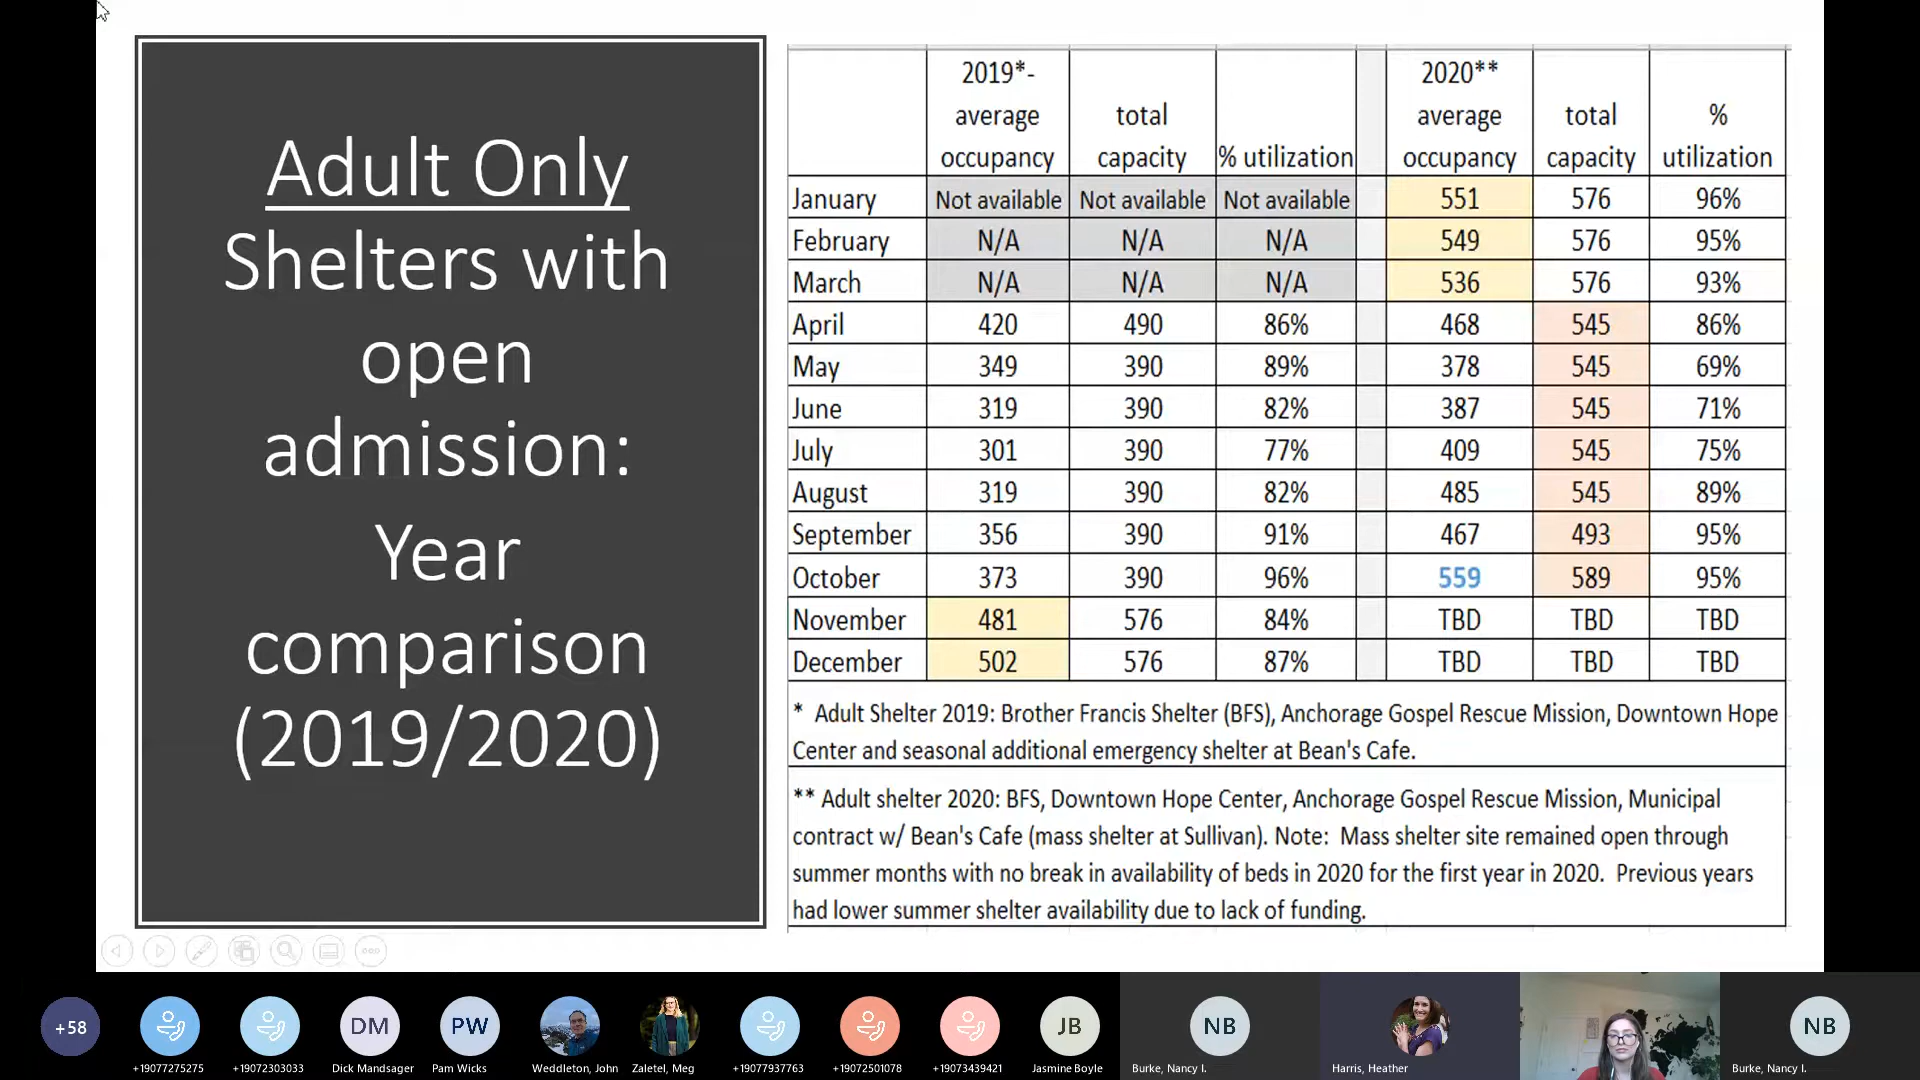 Adult Only
Shelters with
open
admission:
Year
comparison
(2019/2020)
2019*- average occupancy total capacity % utilization 2020** average occupancy total capacity % utilization
January Not available Not available Not available 551 576 96%
February N/A N/A N/A 549 576 95%
March N/A N/A N/A 536 576 93%
April 420 490 86% 468 545 86%
May 349 390 89% 378 545 69%
June 319 390 82% 387 545 71%
July 301 390 77% 409 545 75%
August 319 390 82% 485 545 89%
September 356 390 91% 467 493 95%
October 373 390 96% 559 589 95%
November 481 576 84% TBD TBD TBD
December 502 576 87% TBD TBD TBD
* Adult Shelter 2019: Brother Francis Shelter (BFS), Anchorage Gospel Rescue Mission, Downtown Hope
Center and seasonal additional emergency shelter at Bean's Cafe.
** Adult shelter 2020: BFS, Downtown Hope Center, Anchorage Gospel Rescue Mission, Municipal
contract w/ Bean's Cafe (mass shelter at Sullivan). Note: Mass shelter site remained open through
summer months with no break in availability of beds in 2020 for the first year in 2020. Previous years
had lower summer shelter availability due to lack of funding.
+58 DM PW JB NB NB
+19077275275 +19072303033 Dick Mandsager Pam Wicks Weddleton, John Zaletel, Meg +19077937763 +19072501078 +19073439421 Jasmine Boyle Burke, Nancy I. Harris, Heather Burke, Nancy I.